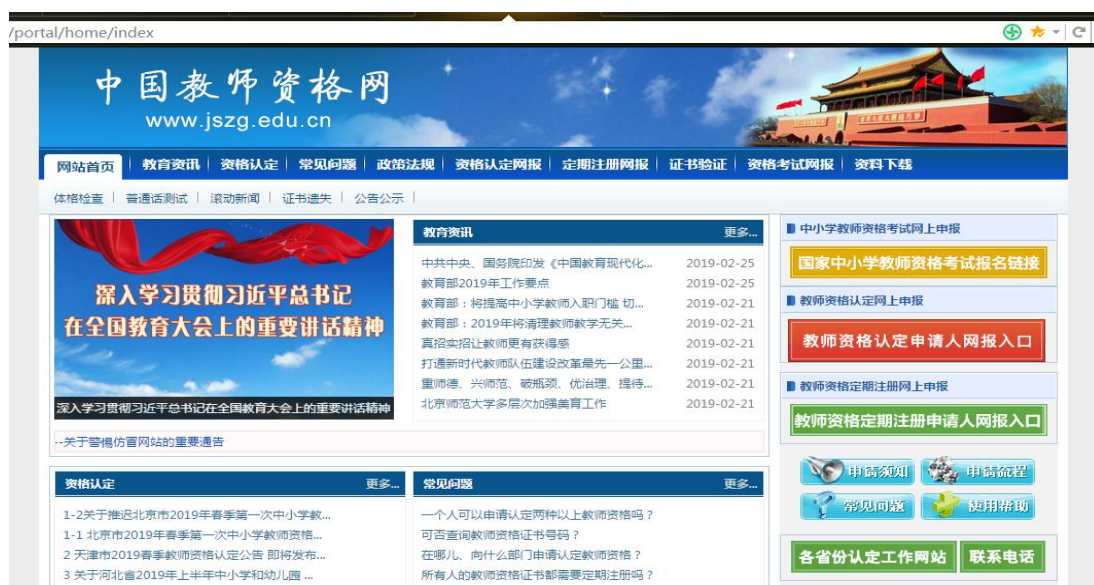 /portal/home/index
中国教师资格网
www.jszg.edu.cn
网站首页 教育资讯 资格认定 常见问题 政策法规 资格认定网报 定期注册网报 证书验证 资格考试网报 资料下载
体格检查 普通话测试 滚动新闻 证书遗失 公告公示
深入学习贯彻习近平总书记
在全国教育大会上的重要讲话精神
深入学习贯彻习近平总书记在全国教育大会上的重要讲话精神
教育资讯 更多...
中共中央、国务院印发《中国教育现代化... 2019-02-25
教育部2019年工作要点 2019-02-25
教育部：将提高中小学教师入职门槛 切... 2019-02-21
教育部：2019年将清理教师教学无关... 2019-02-21
真招实招让教师更有获得感 2019-02-21
打通新时代教师队伍建设改革最先一公里... 2019-02-21
重师德、兴师范、破瓶颈、优治理、提待... 2019-02-21
北京师范大学多层次加强美育工作 2019-02-21
--关于警惕仿冒网站的重要通告
中小学教师资格考试网上申报
国家中小学教师资格考试报名链接
教师资格认定网上申报
教师资格认定申请人网报入口
教师资格定期注册网上申报
教师资格定期注册申请人网报入口
申请须知 申请流程
常见问题 使用帮助
各省份认定工作网站 联系电话
资格认定 更多...
1-2关于推迟北京市2019年春季第一次中小学教...
1-1 北京市2019年春季第一次中小学教师资格...
2 天津市2019春季教师资格认定公告 即将发布...
3 关于河北省2019年上半年中小学和幼儿园 ...
常见问题 更多...
一个人可以申请认定两种以上教师资格吗？
可否查询教师资格证书号码？
在哪儿、向什么部门申请认定教师资格？
所有人的教师资格证书都需要定期注册吗？